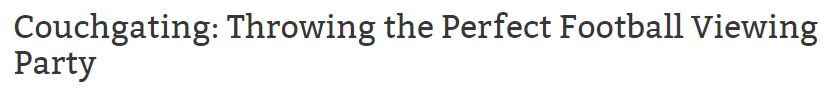 Couchgating: Throwing the Perfect Football Viewing
Party